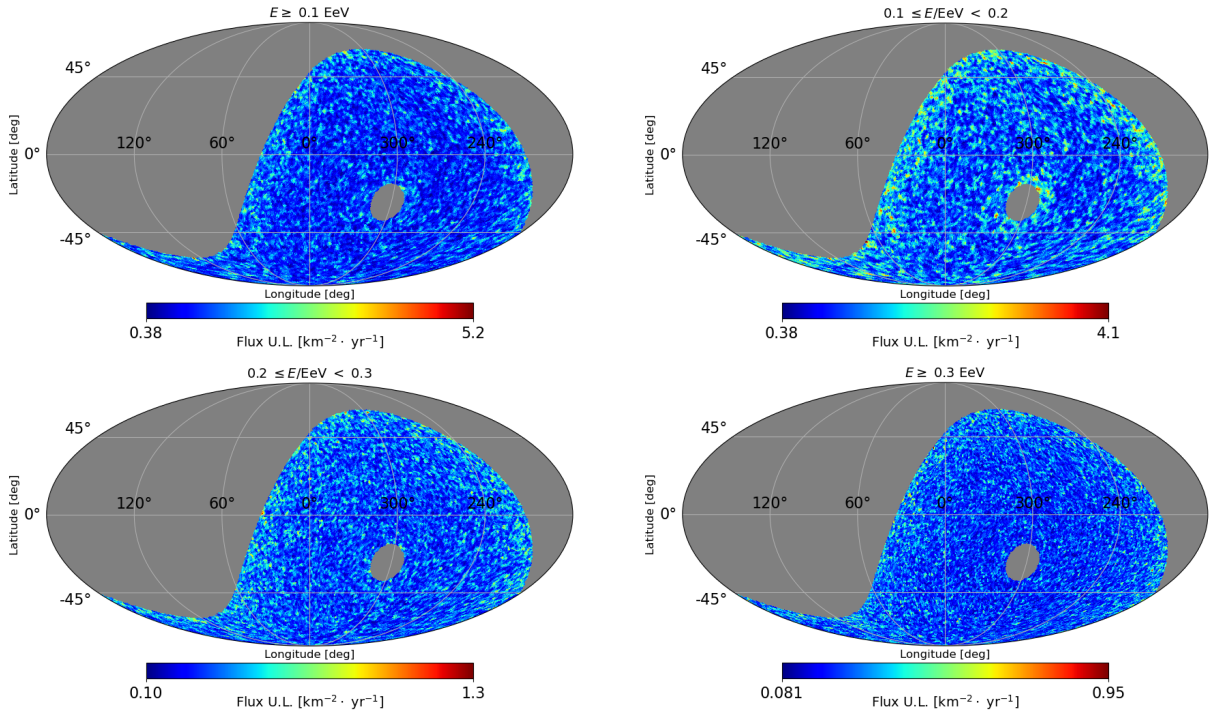 E ≥ 0.1 EeV
45°
0°
-45°
120°
60°
0°
300°
240°
Latitude [deg]
Longitude [deg]
0.38
5.2
Flux U.L. [km⁻² · yr⁻¹]
0.1 ≤ E/EeV < 0.2
45°
0°
-45°
120°
60°
0°
300°
240°
Latitude [deg]
Longitude [deg]
0.38
4.1
Flux U.L. [km⁻² · yr⁻¹]
0.2 ≤ E/EeV < 0.3
45°
0°
-45°
120°
60°
0°
300°
240°
Latitude [deg]
Longitude [deg]
0.10
1.3
Flux U.L. [km⁻² · yr⁻¹]
E ≥ 0.3 EeV
45°
0°
-45°
120°
60°
0°
300°
240°
Latitude [deg]
Longitude [deg]
0.081
0.95
Flux U.L. [km⁻² · yr⁻¹]